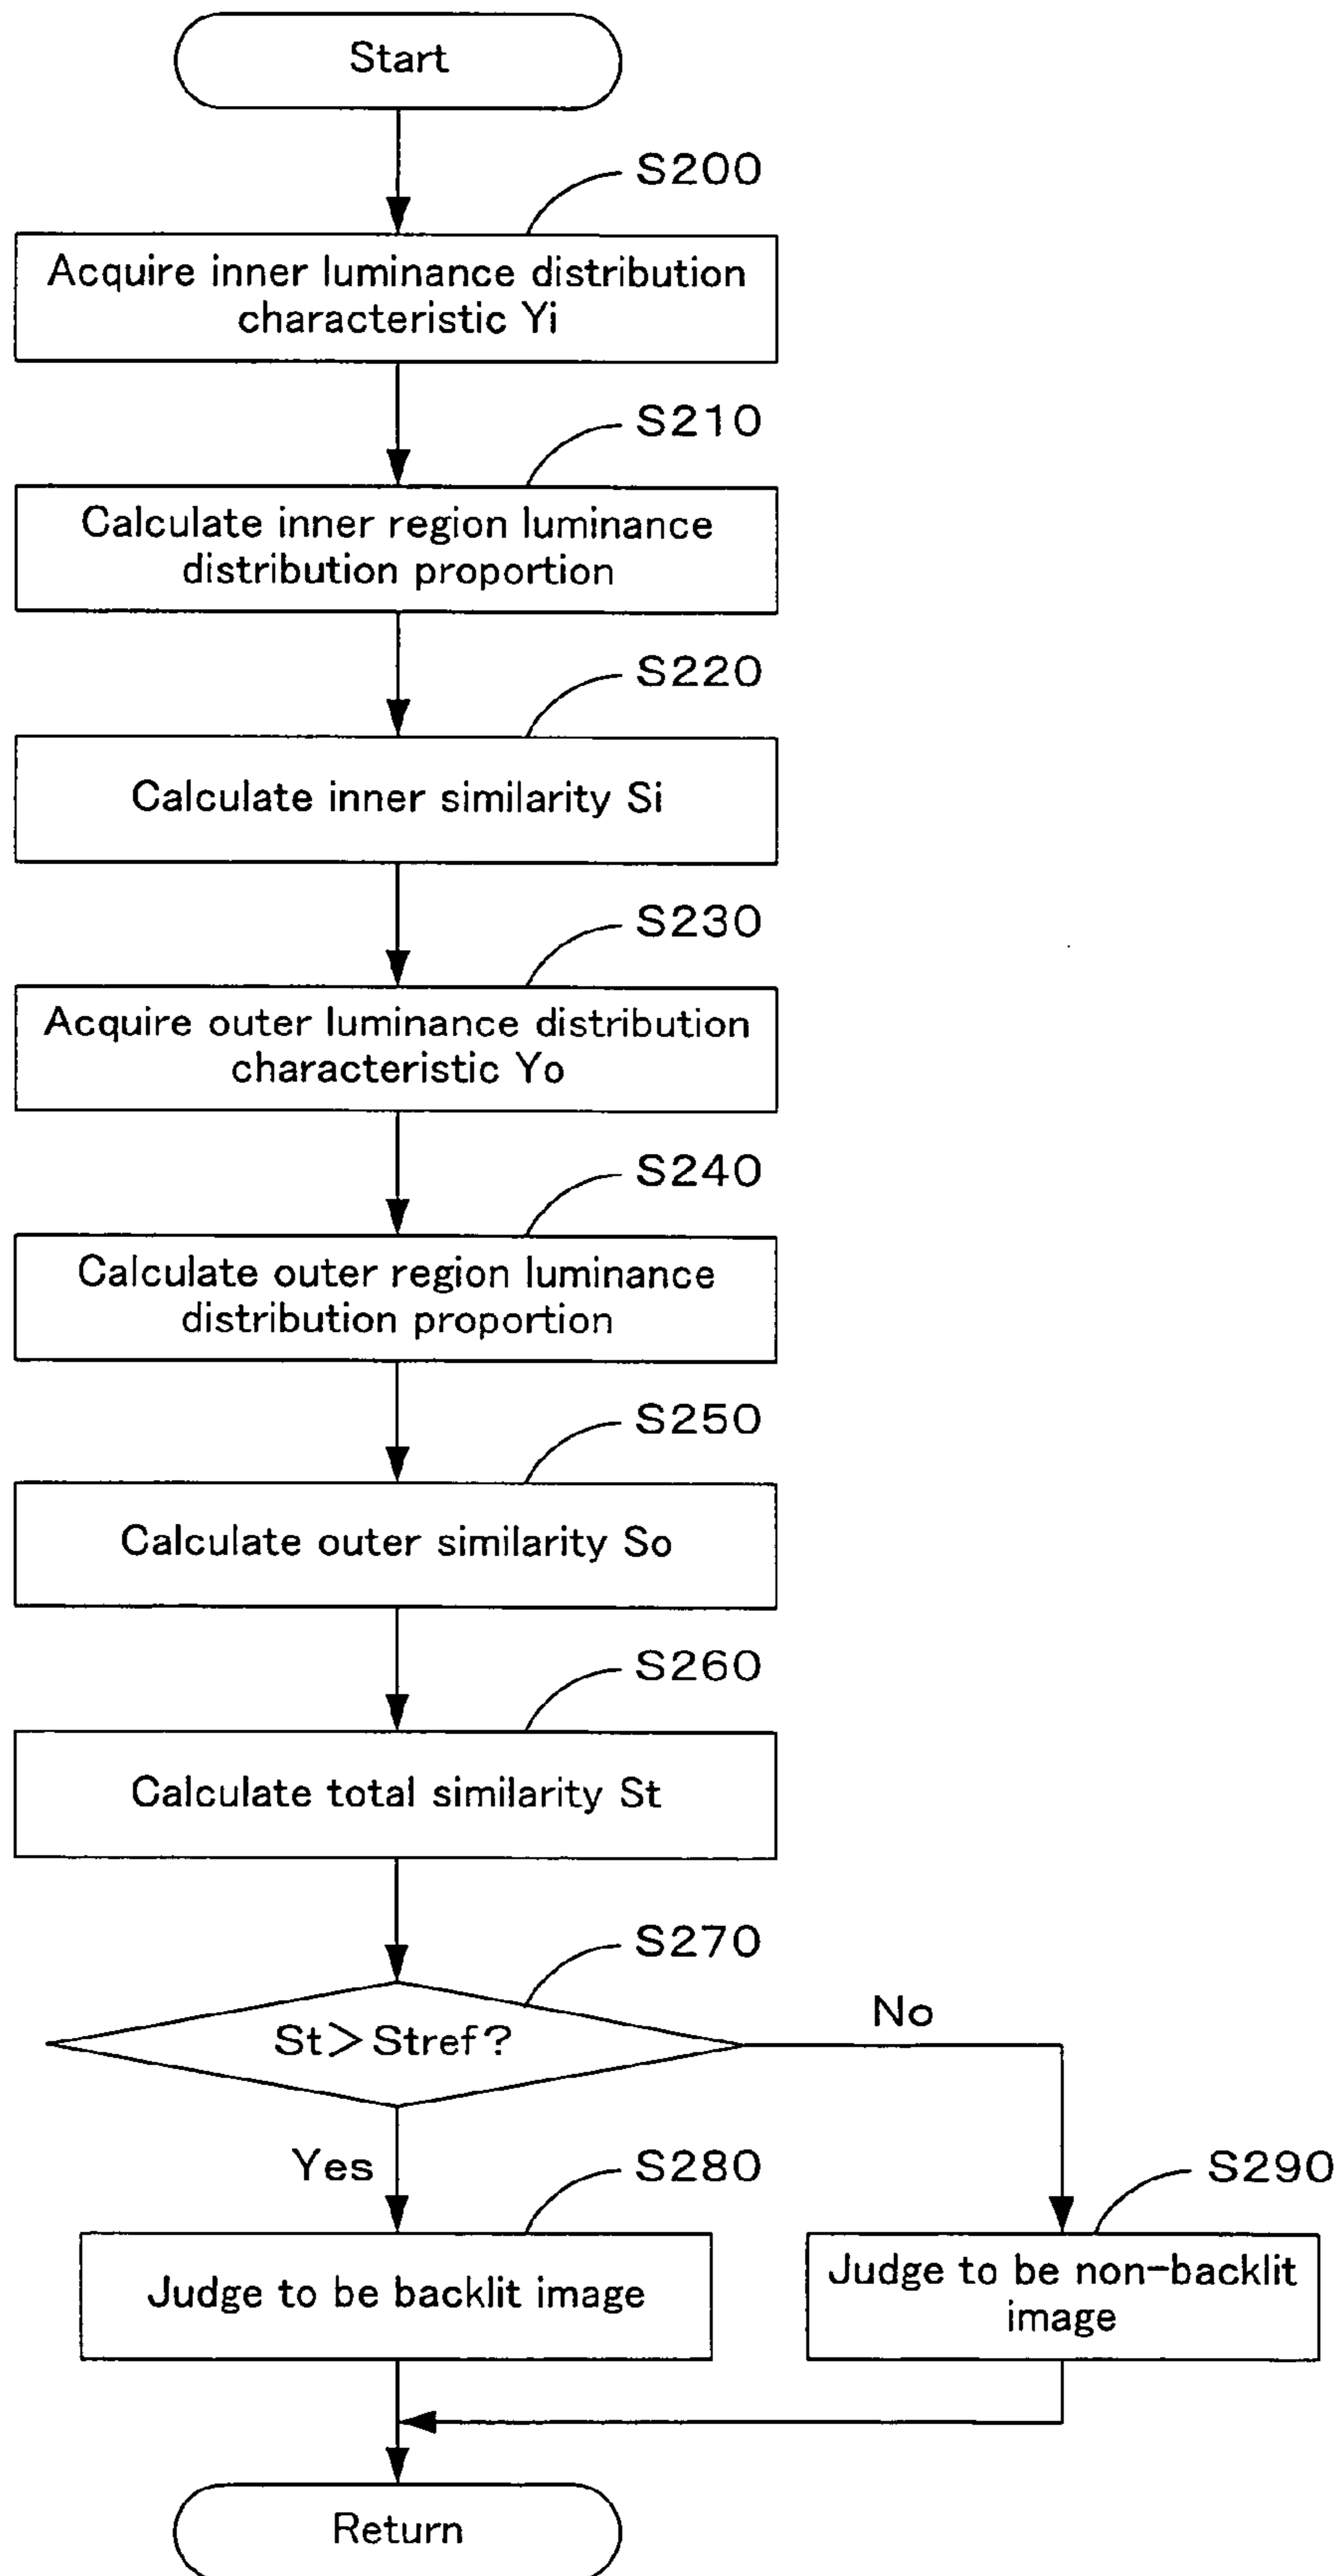 Start
S200
Acquire inner luminance distribution
characteristic Yi
S210
Calculate inner region luminance
distribution proportion
S220
Calculate inner similarity Si
S230
Acquire outer luminance distribution
characteristic Yo
S240
Calculate outer region luminance
distribution proportion
S250
Calculate outer similarity So
S260
Calculate total similarity St
S270
St>Stref?
No
Yes
S280
S290
Judge to be backlit image
Judge to be non-backlit
image
Return